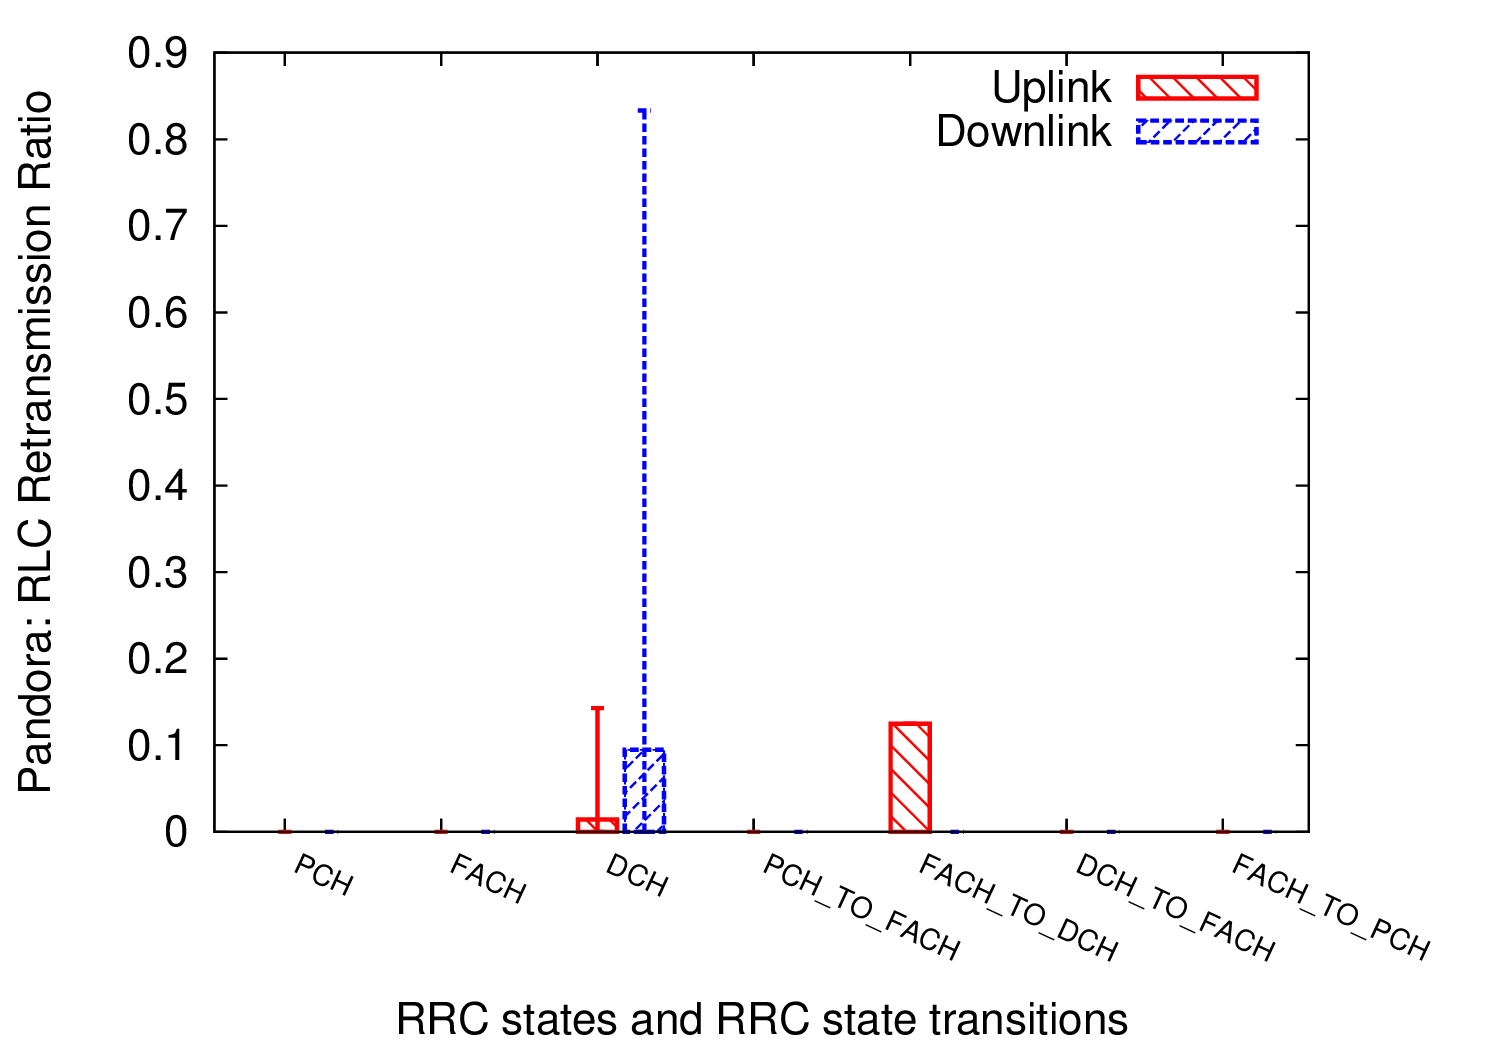 Pandora: RLC Retransmission Ratio
0.9
0.8
0.7
0.6
0.5
0.4
0.3
0.2
0.1
0
Uplink
Downlink
PCH
FACH
DCH
PCH_TO_FACH
FACH_TO_DCH
DCH_TO_FACH
FACH_TO_PCH
RRC states and RRC state transitions